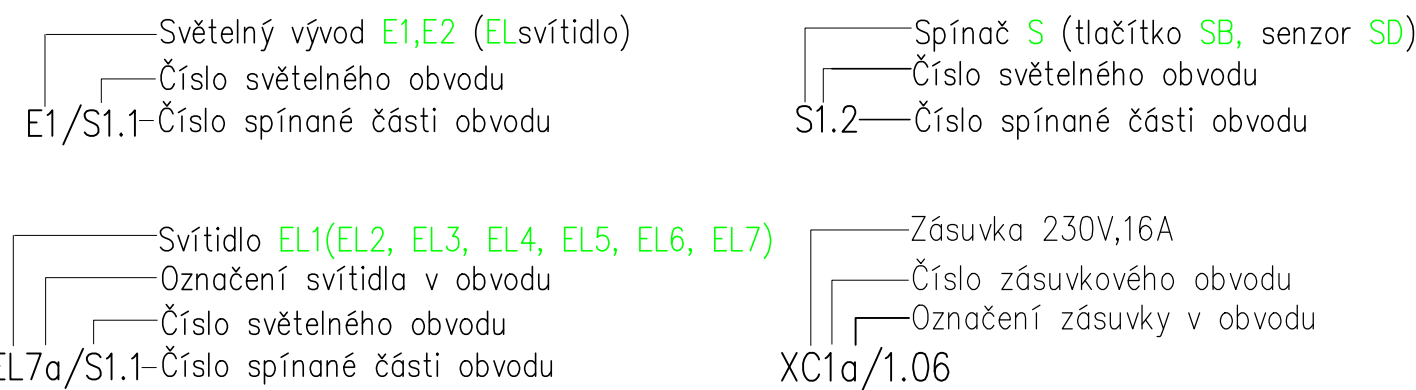 Světelný vývod E1,E2 (ELsvítidlo)
Číslo světelného obvodu
E1/S1.1 Číslo spínané části obvodu
Spínač S (tlačítko SB, senzor SD)
Číslo světelného obvodu
S1.2 Číslo spínané části obvodu
Svítidlo EL1(EL2, EL3, EL4, EL5, EL6, EL7)
Označení svítidla v obvodu
Číslo světelného obvodu
EL7a/S1.1 Číslo spínané části obvodu
Zásuvka 230V,16A
Číslo zásuvkového obvodu
Označení zásuvky v obvodu
XC1a/1.06